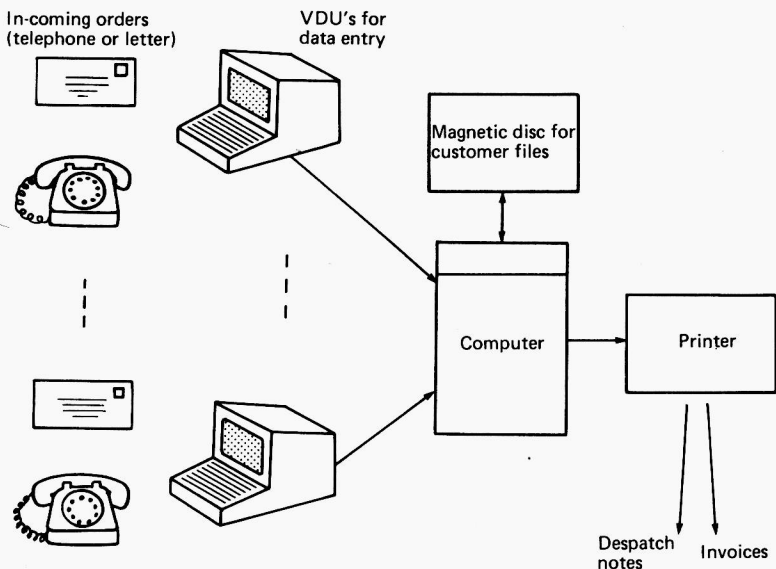 In-coming orders
(telephone or letter)
VDU's for
data entry
Magnetic disc for
customer files
Computer
Printer
Despatch
notes
Invoices